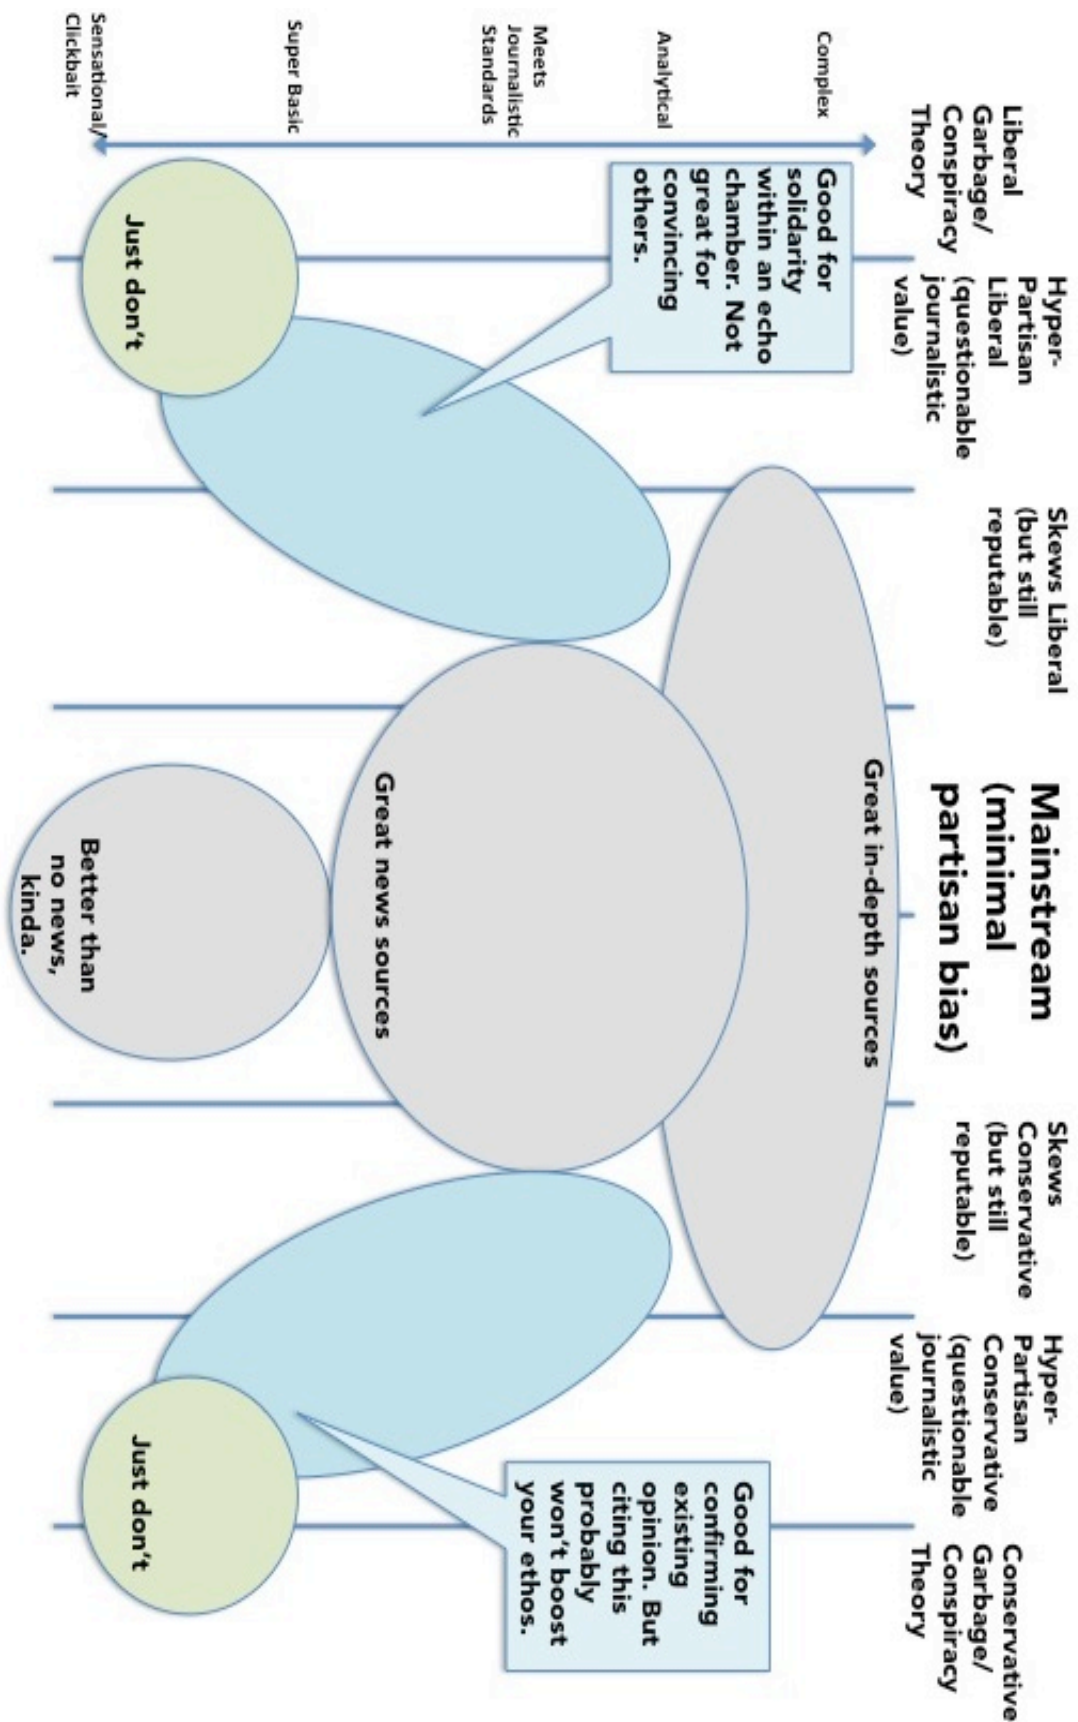 Liberal
Garbage/
Conspiracy
Theory
Hyper-
Partisan
Liberal
(questionable
journalistic
value)
Skews Liberal
(but still
reputable)
Mainstream
(minimal
partisan bias)
Skews
Conservative
(but still
reputable)
Hyper-
Partisan
Conservative
(questionable
journalistic
value)
Conservative
Garbage/
Conspiracy
Theory
Complex
Analytical
Meets
Journalistic
Standards
Super Basic
Sensational/
Clickbait
Good for
solidarity
within an echo
chamber. Not
great for
convincing
others.
Great in-depth sources
Great news sources
Good for
confirming
existing
opinion. But
citing this
probably
won't boost
your ethos.
Just don't
Better than
no news,
kinda.
Just don't